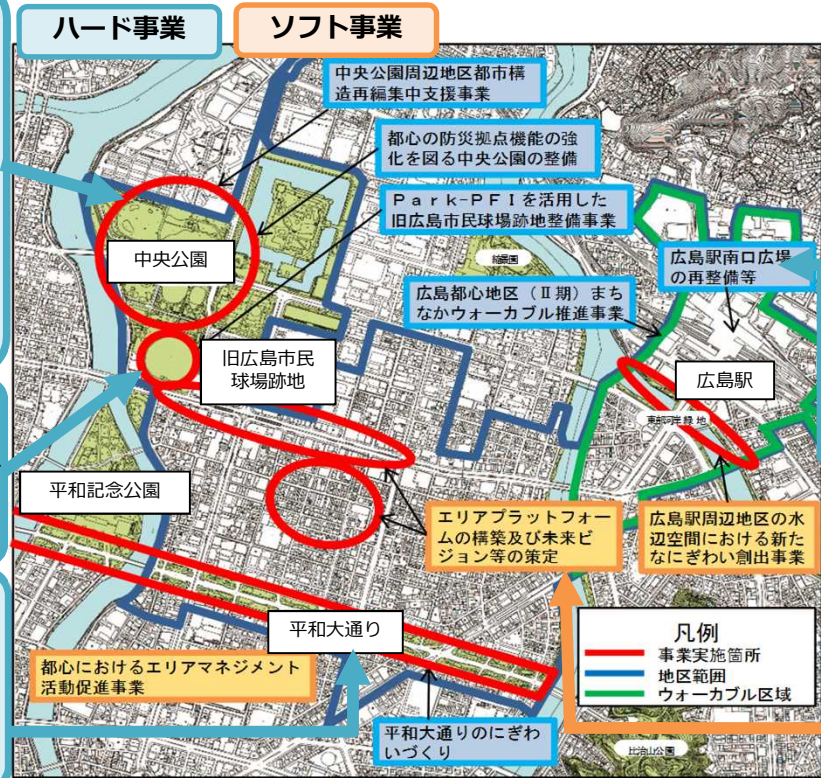 ハード事業
ソフト事業
中央公園周辺地区都市構
造再編集中支援事業
都心の防災拠点機能の強
化を図る中央公園の整備
Park-PFIを活用した
旧広島市民球場跡地整備事業
中央公園
縮景園
広島駅南口広場
の再整備等
広島都心地区（Ⅱ期）まち
なかウォーカブル推進事業
旧広島市民
球場跡地
広島駅
平和記念公園
エリアプラットフォー
ムの構築及び未来ビ
ジョン等の策定
広島駅周辺地区の水
辺空間における新た
なにぎわい創出事業
平和大通り
凡例
事業実施箇所
地区範囲
ウォーカブル区域
都心におけるエリアマネジメント
活動促進事業
平和大通りのにぎわ
いづくり
比治山公園